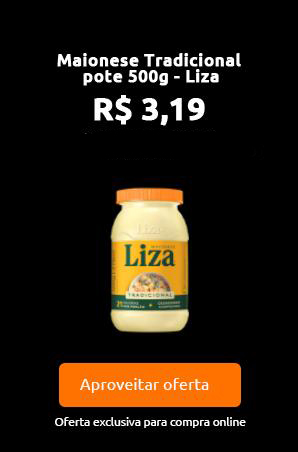 Maionese Tradicional
pote 500g - Liza
R$ 3,19
Liza
TRADICIONAL
Aproveitar oferta
Oferta exclusiva para compra online